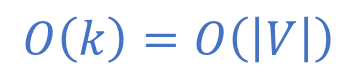 O(k) = O(|V|)